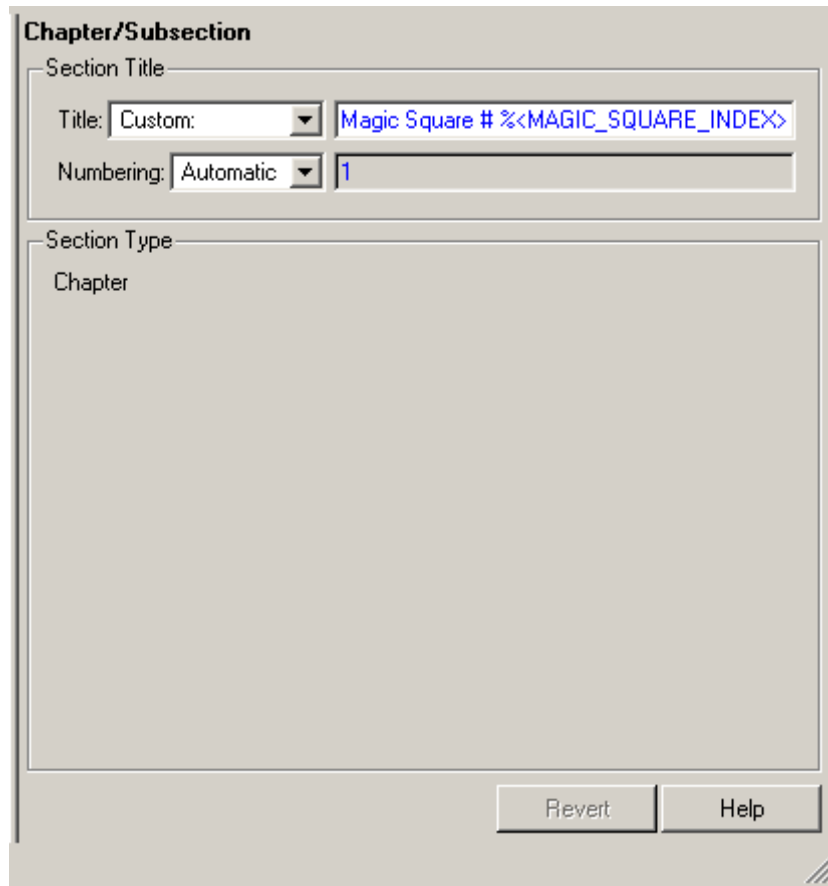 Chapter/Subsection
Section Title
Title: Custom: Magic Square # %<MAGIC_SQUARE_INDEX>
Numbering: Automatic 1
Section Type
Chapter
Revert Help